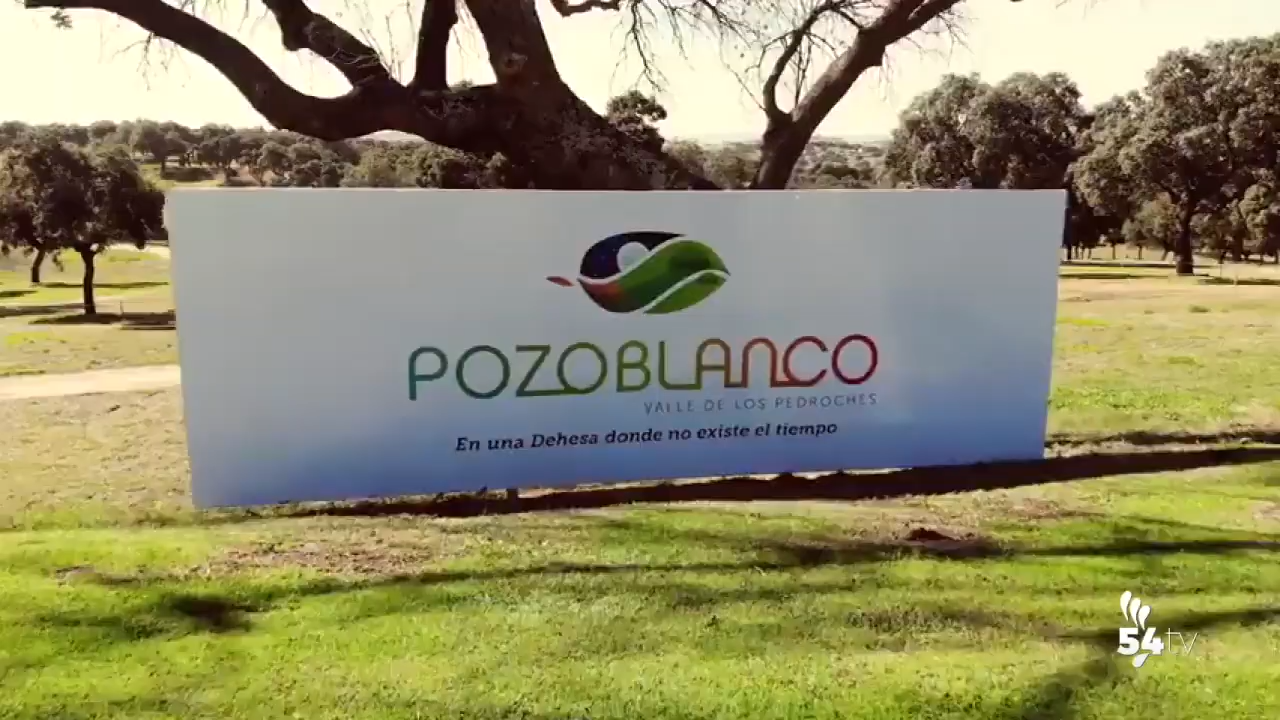 POZOBLANCO
VALLE DE LOS PEDROCHES
En una Dehesa donde no existe el tiempo
54tv